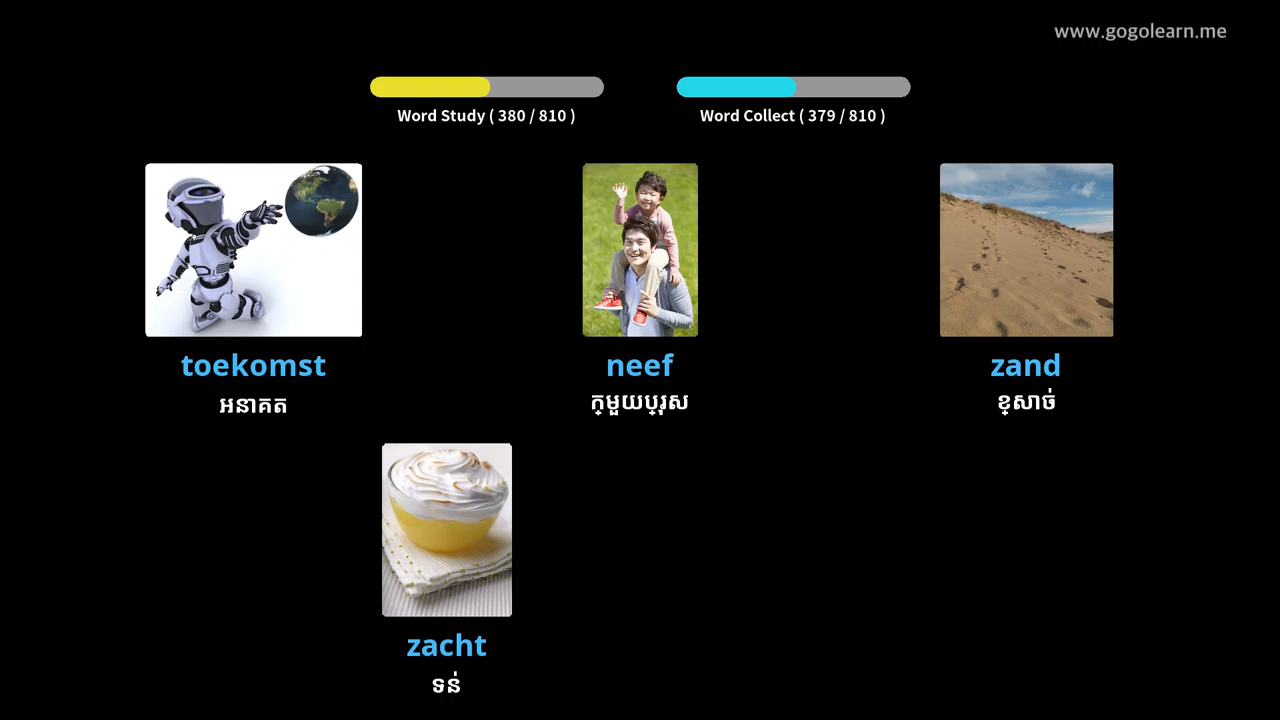 www.gogolearn.me
Word Study ( 380 / 810 )
Word Collect ( 379 / 810 )
toekomst
អនាគត
neef
ក្មួយប្រុស
zand
ខ្សាច់
zacht
ទន់